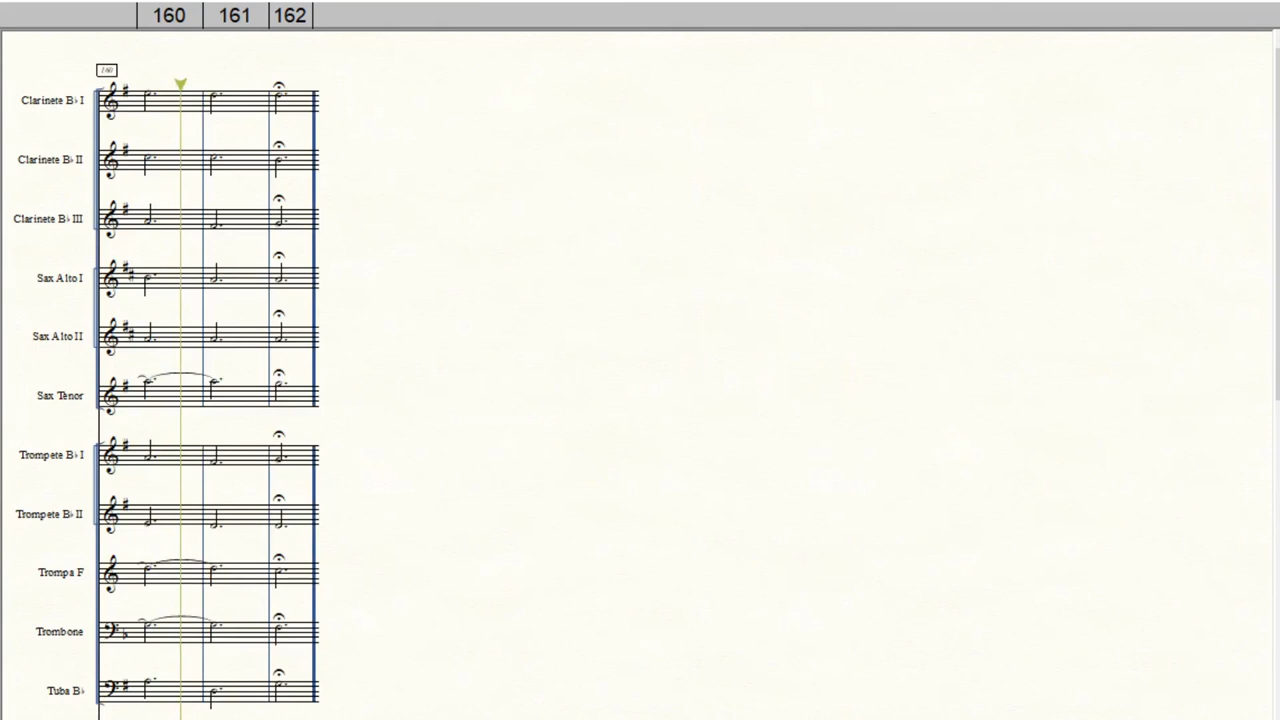 160 161 162
160
Clarinete B♭ I
Clarinete B♭ II
Clarinete B♭ III
Sax Alto I
Sax Alto II
Sax Tenor
Trompete B♭ I
Trompete B♭ II
Trompa F
Trombone
Tuba B♭